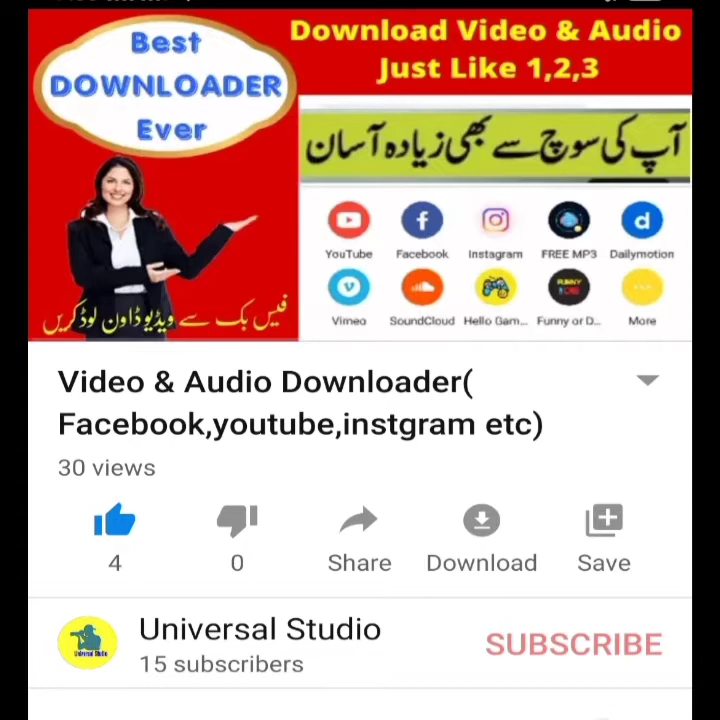 Best
DOWNLOADER
Ever
Download Video & Audio
Just Like 1,2,3
آپ کی سوچ سے بھی زیادہ آسان
YouTube Facebook Instagram FREE MP3 Dailymotion
Vimeo SoundCloud Hello Gam... Funny or D... More
فیس بک سے ویڈیو ڈاون لوڈ کریں
Video & Audio Downloader(
Facebook,youtube,instgram etc)
30 views
4 0 Share Download Save
Universal Studio
15 subscribers
SUBSCRIBE
Universal Studio